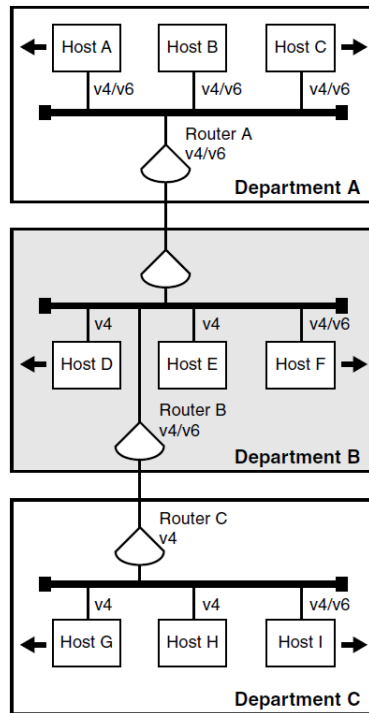 Host A
Host B
Host C
v4/v6
v4/v6
v4/v6
Router A
v4/v6
Department A
v4
v4
v4/v6
Host D
Host E
Host F
Router B
v4/v6
Department B
Router C
v4
v4
v4
v4/v6
Host G
Host H
Host I
Department C